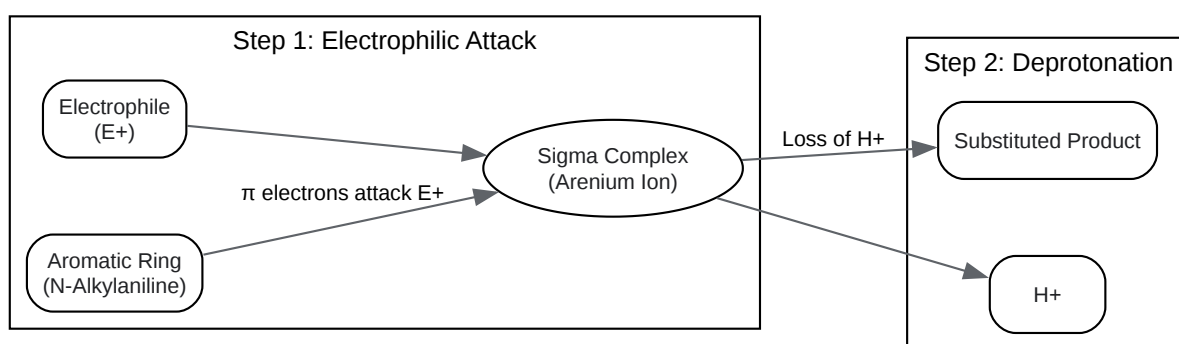 Step 1: Electrophilic Attack
Electrophile
(E+)
π electrons attack E+
Aromatic Ring
(N-Alkylaniline)
Sigma Complex
(Arenium Ion)
Loss of H+
Step 2: Deprotonation
Substituted Product
H+